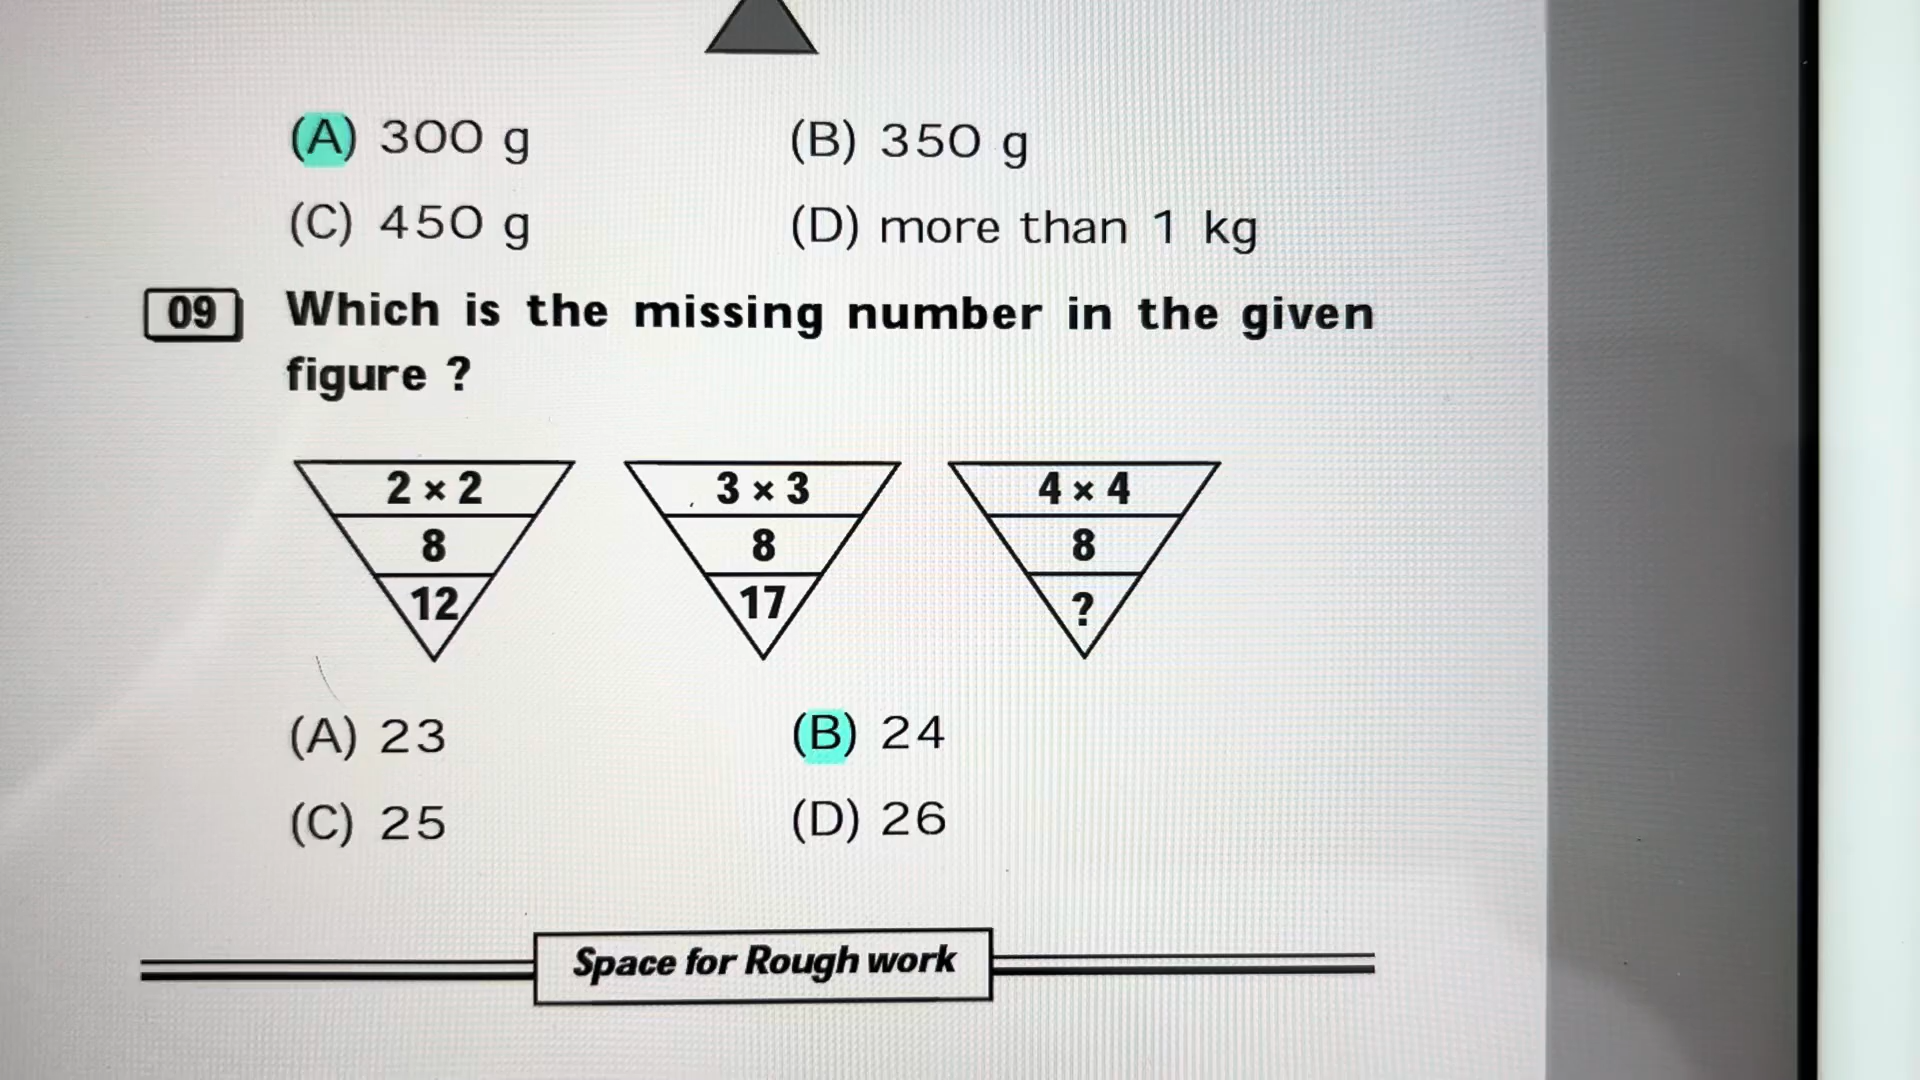 (A) 300 g (B) 350 g
(C) 450 g (D) more than 1 kg
09 Which is the missing number in the given
figure ?
2 × 2 3 × 3 4 × 4
8 8 8
12 17 ?
(A) 23 (B) 24
(C) 25 (D) 26
Space for Rough work